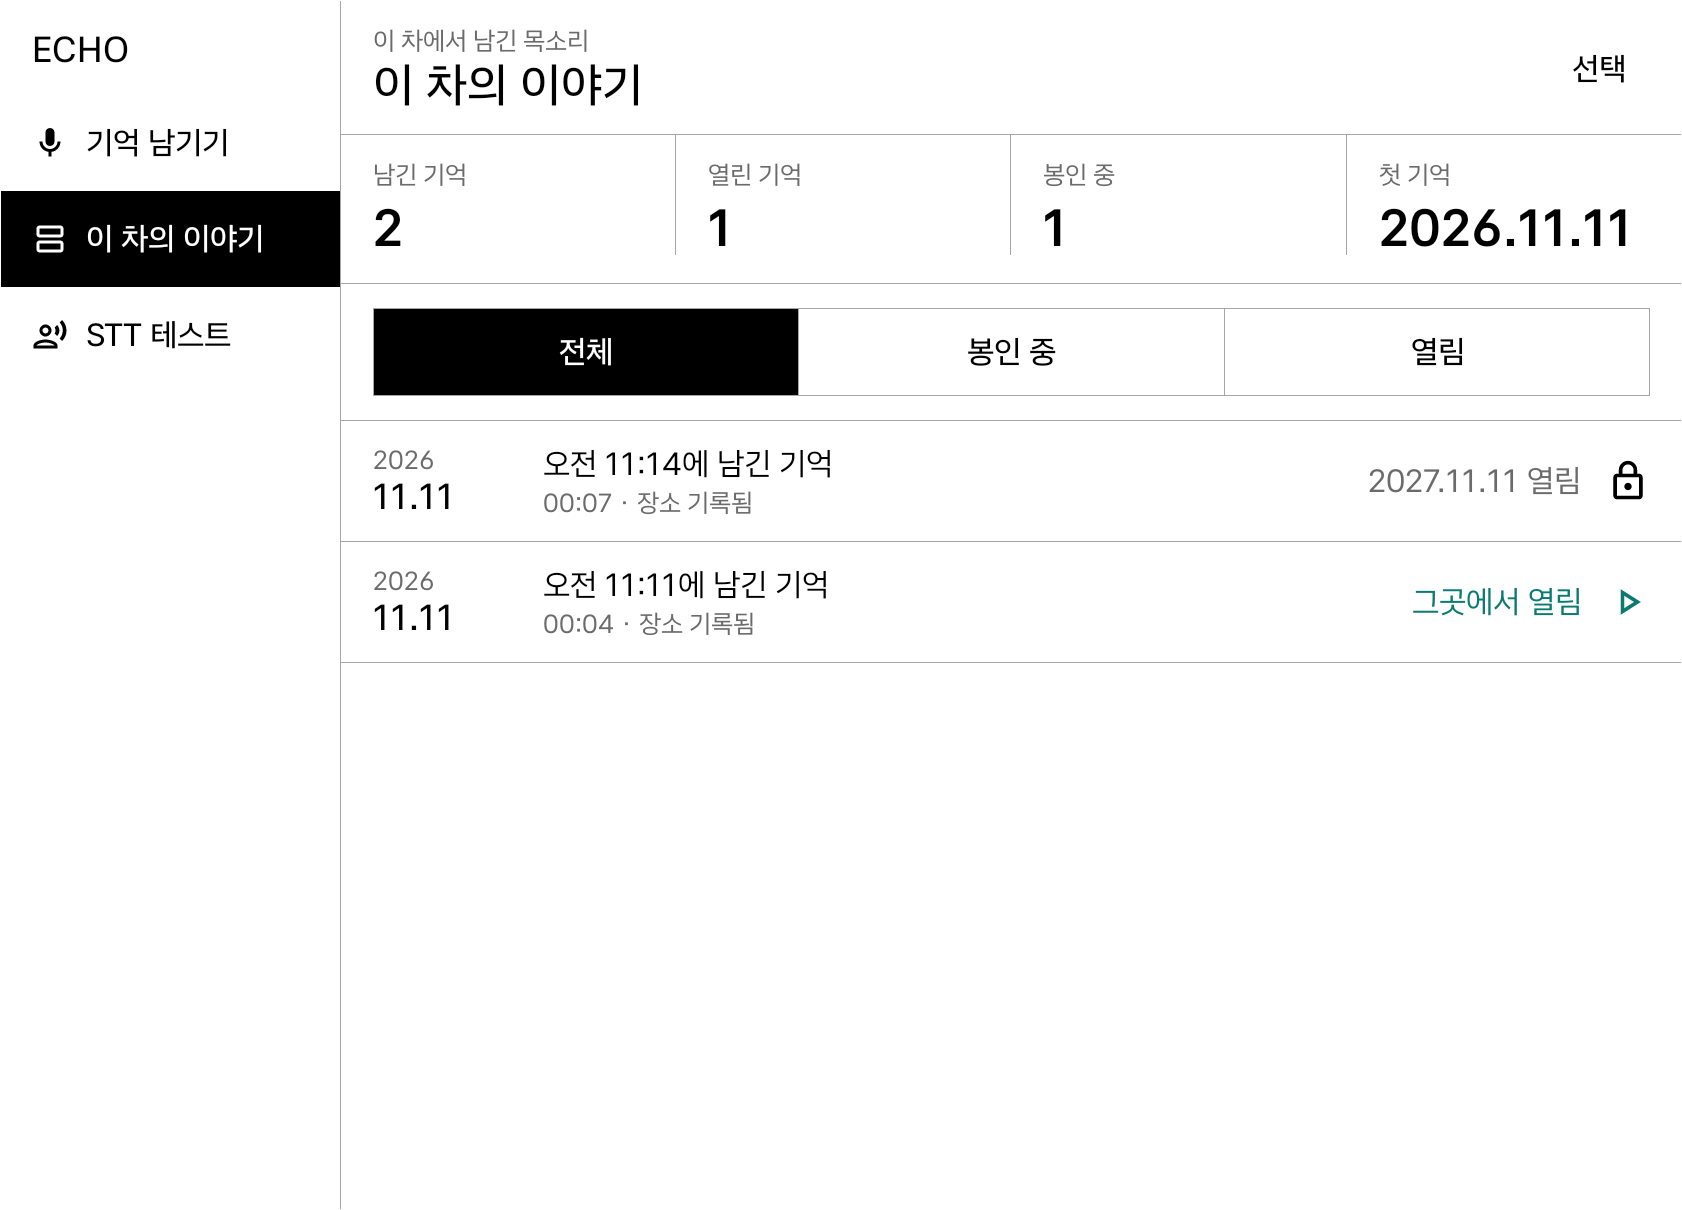 ECHO
기억 남기기
이 차의 이야기
STT 테스트
이 차에서 남긴 목소리
이 차의 이야기
선택
남긴 기억
2
열린 기억
1
봉인 중
1
첫 기억
2026.11.11
전체
봉인 중
열림
2026
11.11
오전 11:14에 남긴 기억
00:07 · 장소 기록됨
2027.11.11 열림
2026
11.11
오전 11:11에 남긴 기억
00:04 · 장소 기록됨
그곳에서 열림